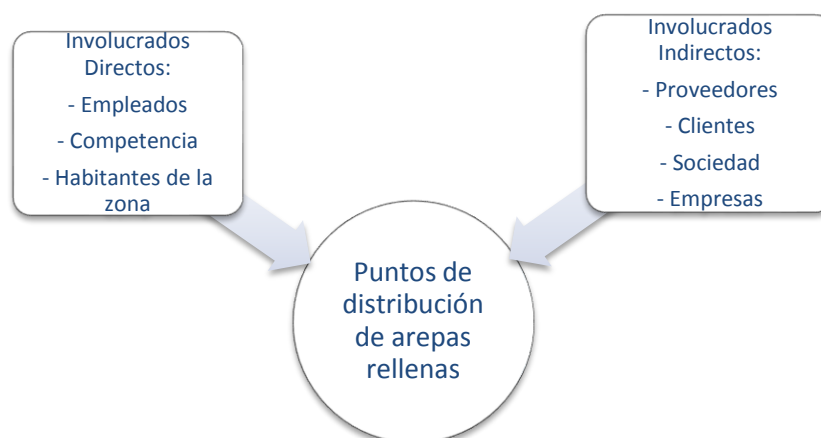 Involucrados
Directos:
- Empleados
- Competencia
- Habitantes de la
zona
Involucrados
Indirectos:
- Proveedores
- Clientes
- Sociedad
- Empresas
Puntos de
distribución
de arepas
rellenas